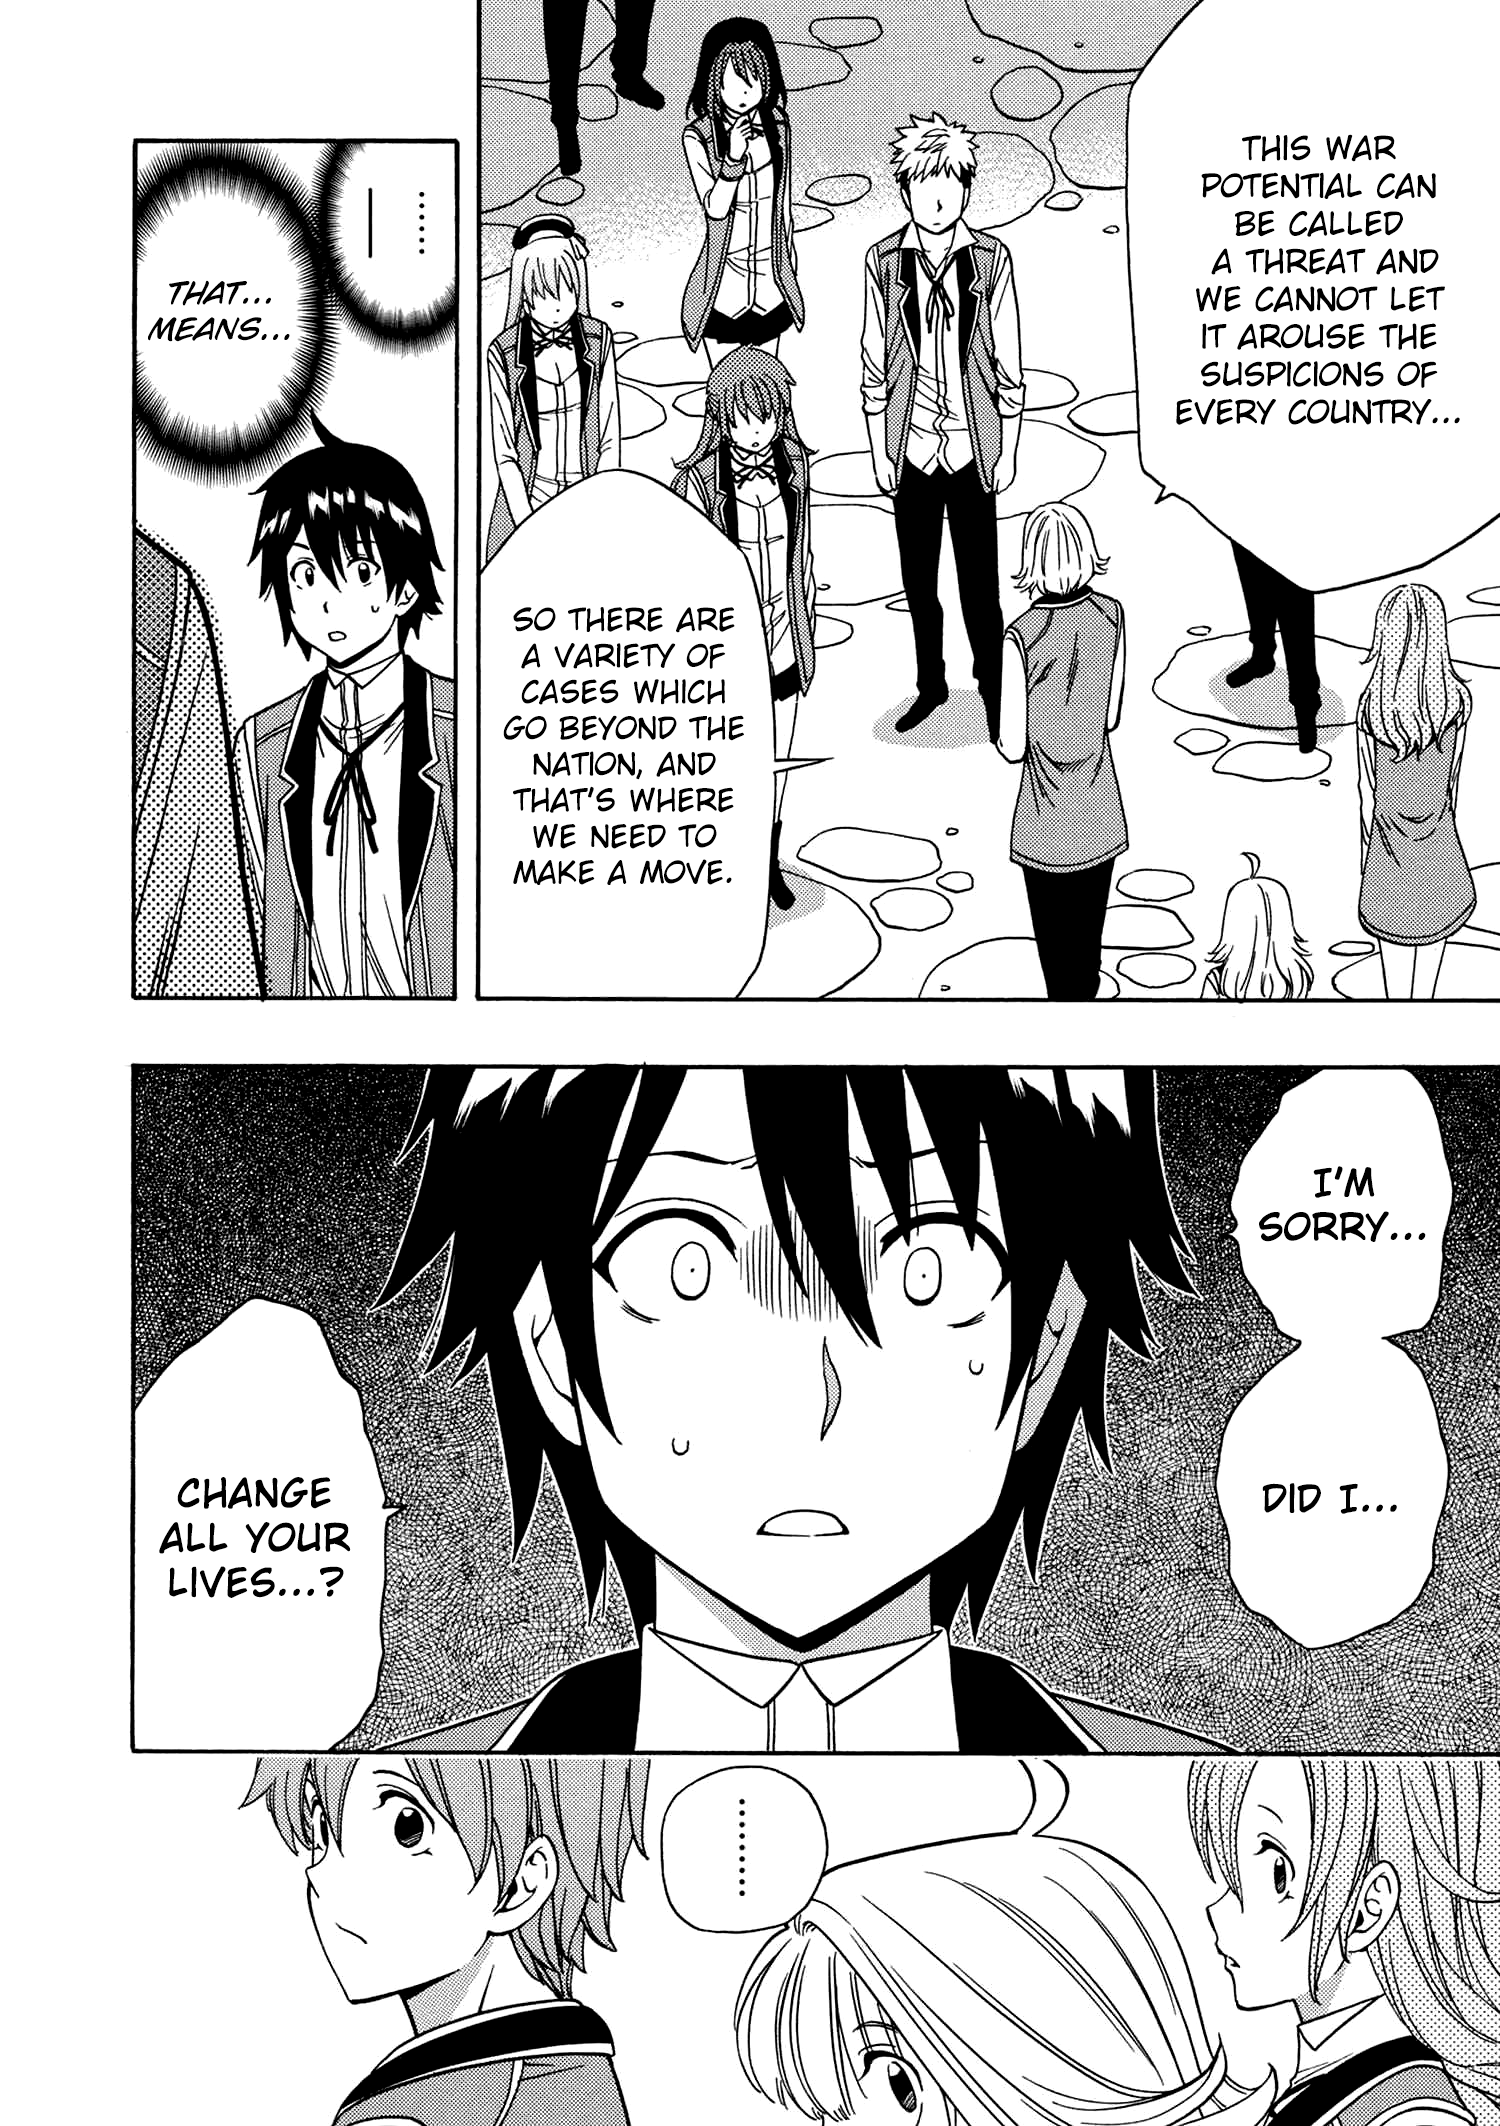 THIS WAR
POTENTIAL CAN
BE CALLED
A THREAT AND
WE CANNOT LET
IT AROUSE THE
SUSPICIONS OF
EVERY COUNTRY...
SO THERE ARE
A VARIETY OF
CASES WHICH
GO BEYOND THE
NATION, AND
THAT'S WHERE
WE NEED TO
MAKE A MOVE.
......
—
THAT...
MEANS...
I'M
SORRY...
DID I...
CHANGE
ALL YOUR
LIVES...?
.........